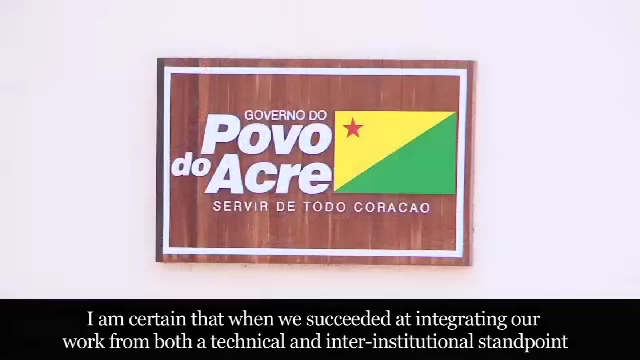 GOVERNO DO
Povo
do Acre
SERVIR DE TODO CORACAO
I am certain that when we succeeded at integrating our
work from both a technical and inter-institutional standpoint